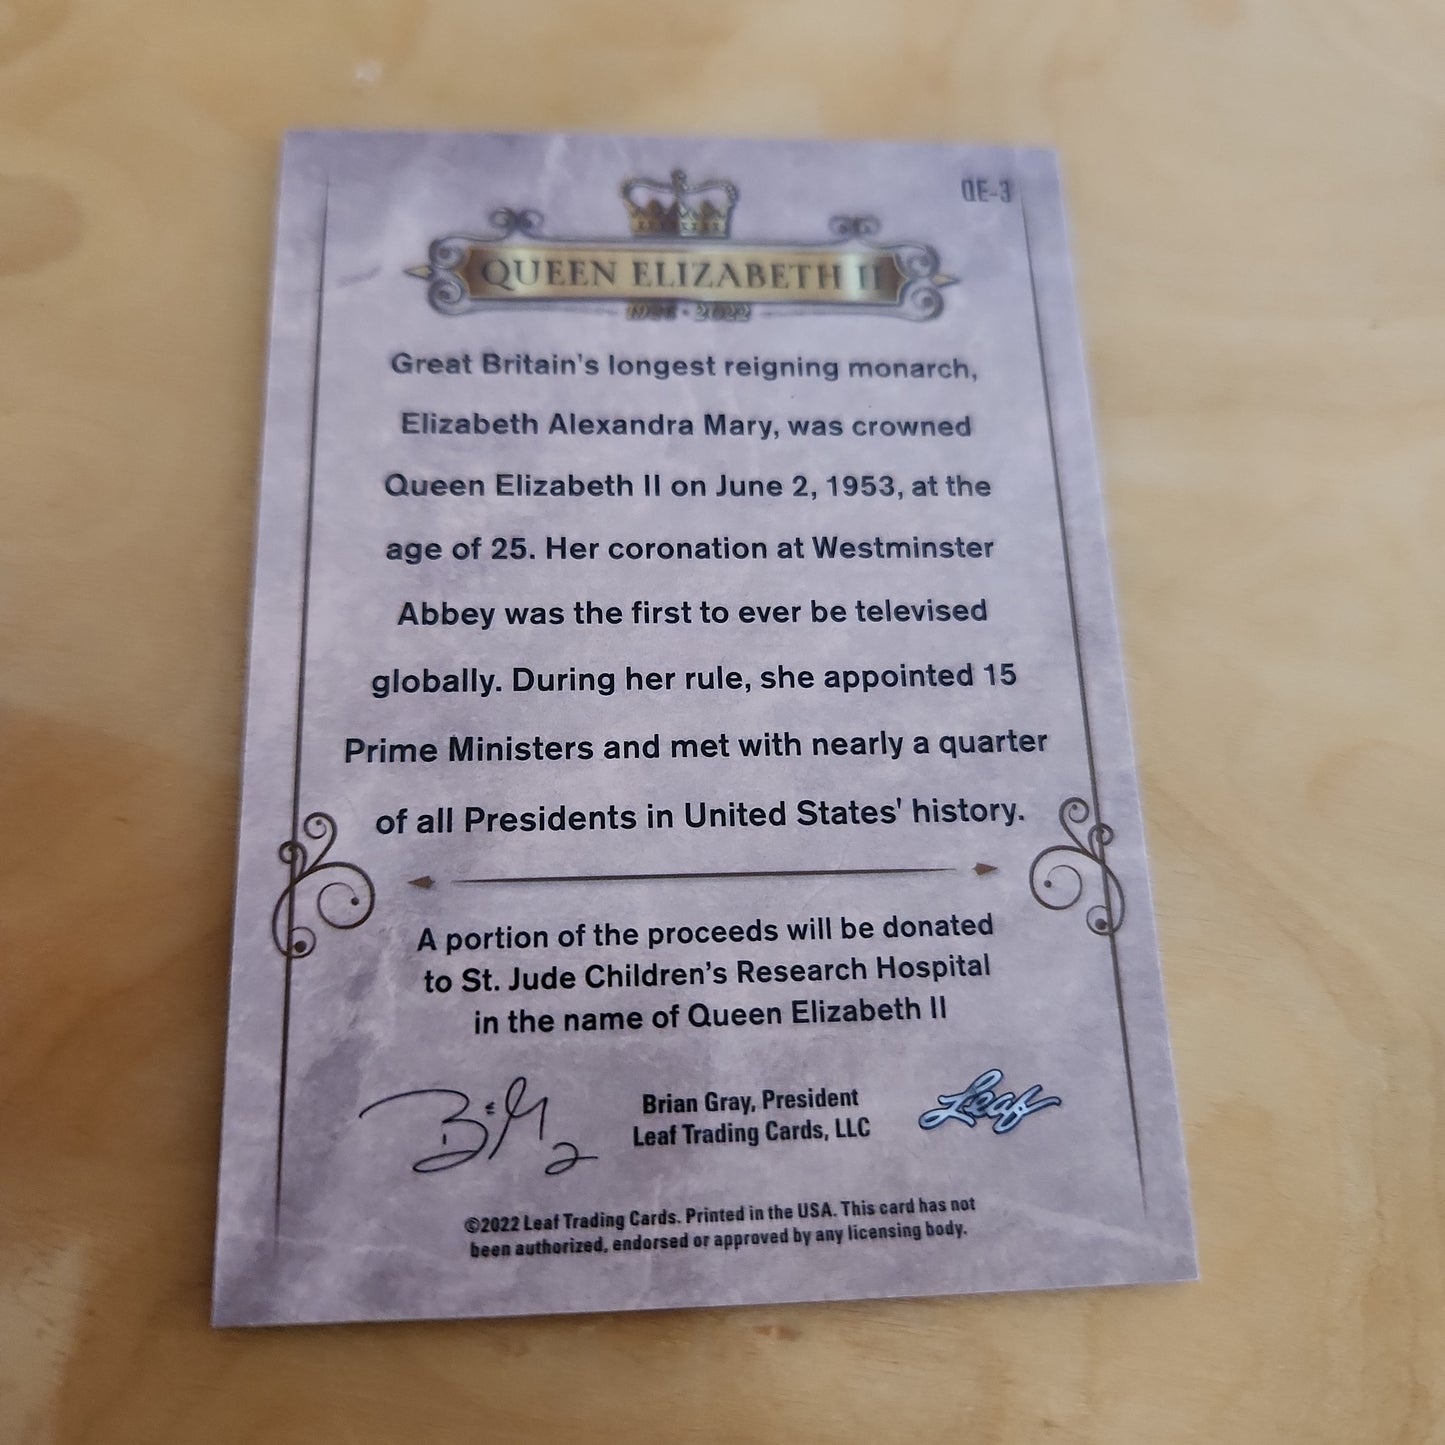 QE-3
QUEEN ELIZABETH II
1926 • 2022
Great Britain's longest reigning monarch,
Elizabeth Alexandra Mary, was crowned
Queen Elizabeth II on June 2, 1953, at the
age of 25. Her coronation at Westminster
Abbey was the first to ever be televised
globally. During her rule, she appointed 15
Prime Ministers and met with nearly a quarter
of all Presidents in United States' history.
A portion of the proceeds will be donated
to St. Jude Children's Research Hospital
in the name of Queen Elizabeth II
Brian Gray, President
Leaf Trading Cards, LLC
Leaf
©2022 Leaf Trading Cards. Printed in the USA. This card has not
been authorized, endorsed or approved by any licensing body.